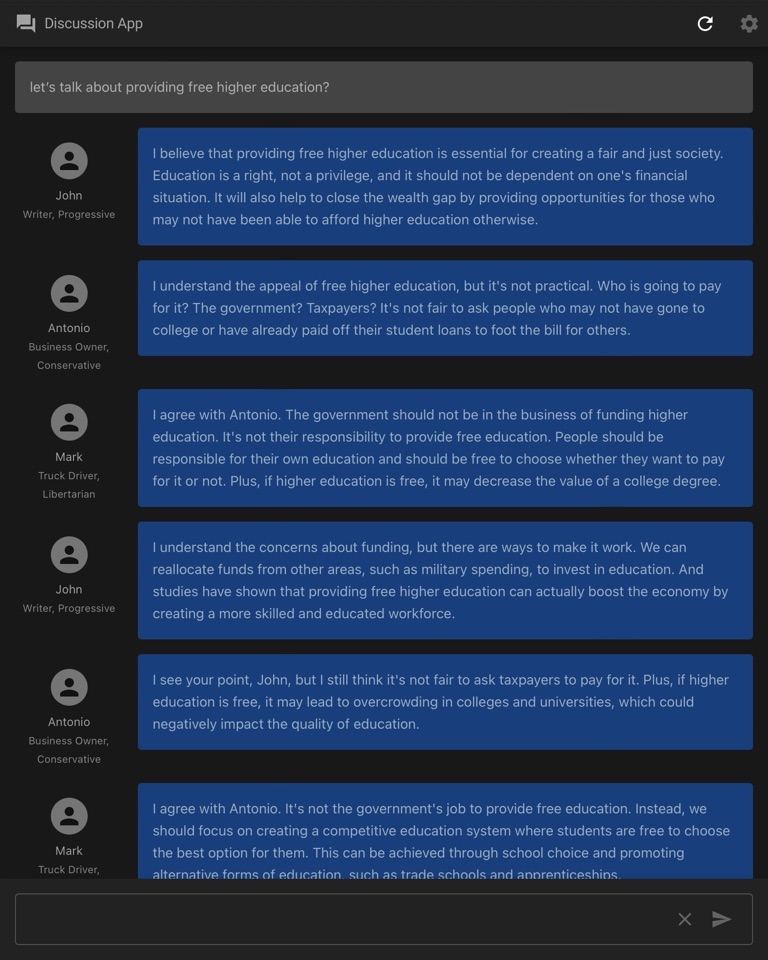 Discussion App
let's talk about providing free higher education?
I believe that providing free higher education is essential for creating a fair and just society.
Education is a right, not a privilege, and it should not be dependent on one's financial
situation. It will also help to close the wealth gap by providing opportunities for those who
may not have been able to afford higher education otherwise.
John
Writer, Progressive
I understand the appeal of free higher education, but it's not practical. Who is going to pay
for it? The government? Taxpayers? It's not fair to ask people who may not have gone to
college or have already paid off their student loans to foot the bill for others.
Antonio
Business Owner,
Conservative
I agree with Antonio. The government should not be in the business of funding higher
education. It's not their responsibility to provide free education. People should be
responsible for their own education and should be free to choose whether they want to pay
for it or not. Plus, if higher education is free, it may decrease the value of a college degree.
Mark
Truck Driver,
Libertarian
I understand the concerns about funding, but there are ways to make it work. We can
reallocate funds from other areas, such as military spending, to invest in education. And
studies have shown that providing free higher education can actually boost the economy by
creating a more skilled and educated workforce.
John
Writer, Progressive
I see your point, John, but I still think it's not fair to ask taxpayers to pay for it. Plus, if higher
education is free, it may lead to overcrowding in colleges and universities, which could
negatively impact the quality of education.
Antonio
Business Owner,
Conservative
I agree with Antonio. It's not the government's job to provide free education. Instead, we
should focus on creating a competitive education system where students are free to choose
the best option for them. This can be achieved through school choice and promoting
alternative forms of education, such as trade schools and apprenticeships.
Mark
Truck Driver,